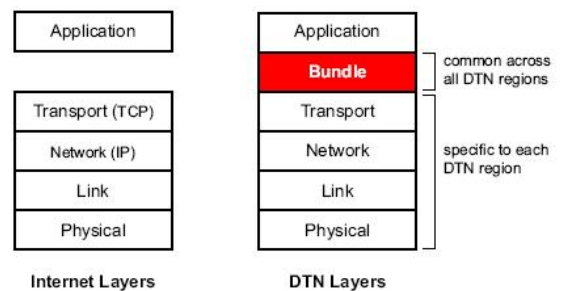 Application
Transport (TCP)
Network (IP)
Link
Physical
Internet Layers
Application
Bundle
Transport
Network
Link
Physical
DTN Layers
common across
all DTN regions
specific to each
DTN region